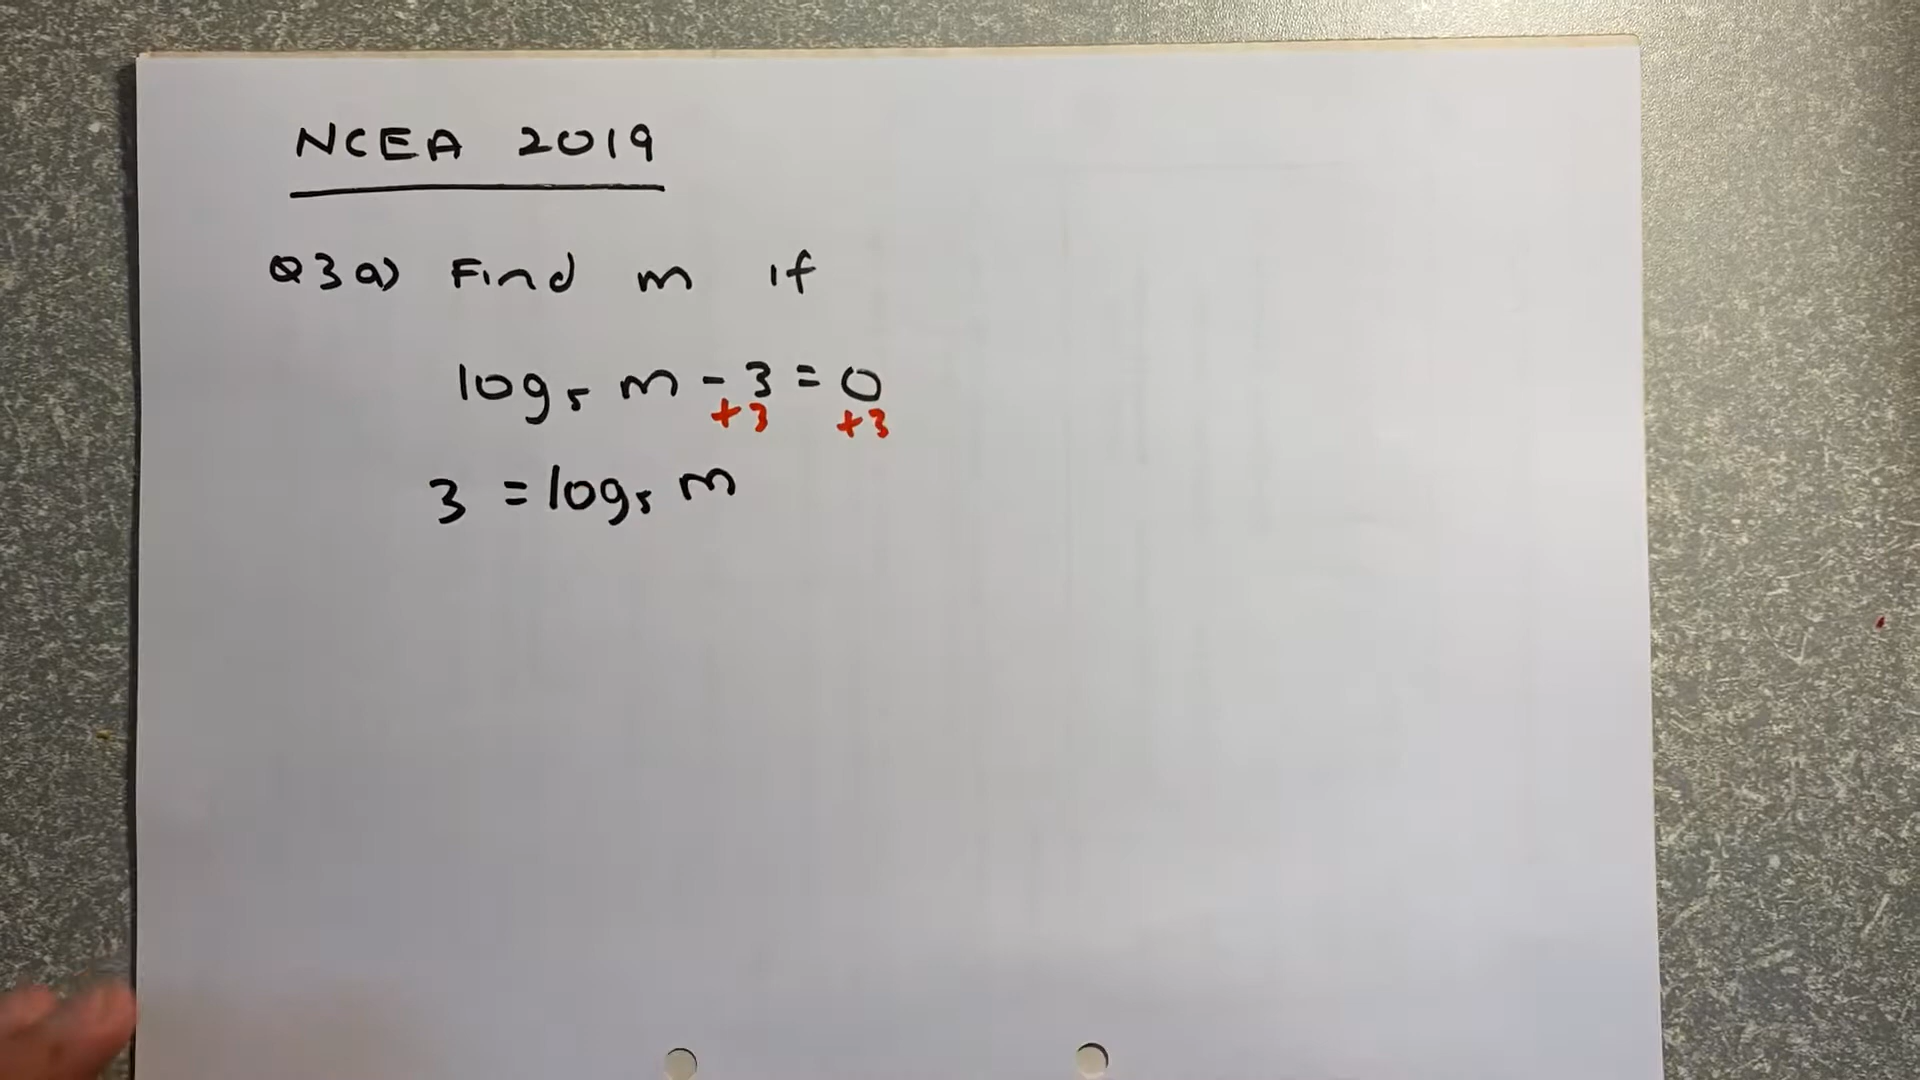 NCEA 2019
Q3a) Find m if
log₅ m - 3 = 0
+3 +3
3 = log₅ m